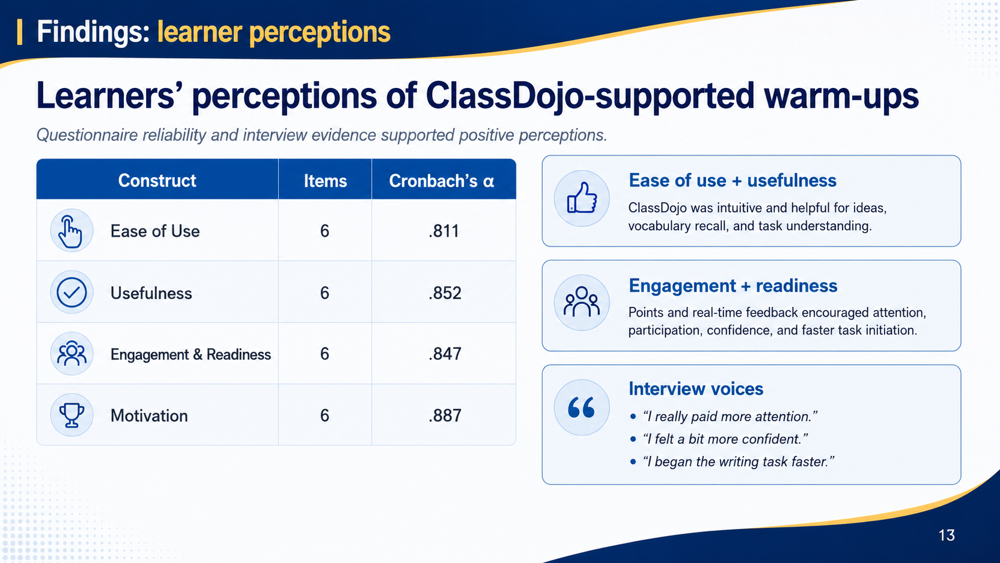 Findings: learner perceptions
Learners’ perceptions of ClassDojo-supported warm-ups
Questionnaire reliability and interview evidence supported positive perceptions.
Construct Items Cronbach’s α
Ease of Use 6 .811
Usefulness 6 .852
Engagement & Readiness 6 .847
Motivation 6 .887
Ease of use + usefulness
ClassDojo was intuitive and helpful for ideas,
vocabulary recall, and task understanding.
Engagement + readiness
Points and real-time feedback encouraged attention,
participation, confidence, and faster task initiation.
Interview voices
• “I really paid more attention.”
• “I felt a bit more confident.”
• “I began the writing task faster.”
13